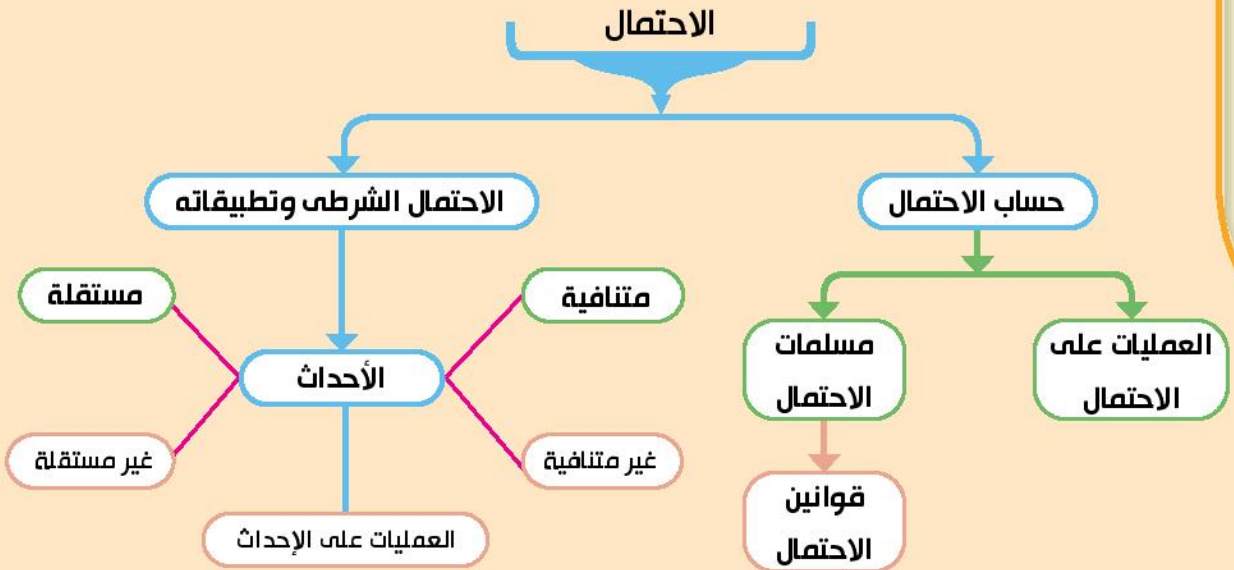 الاحتمال
حساب الاحتمال
الاحتمال الشرطى وتطبيقاته
العمليات على
الاحتمال
مسلمات
الاحتمال
قوانين
الاحتمال
متنافية
مستقلة
الأحداث
غير متنافية
غير مستقلة
العمليات على الإحداث